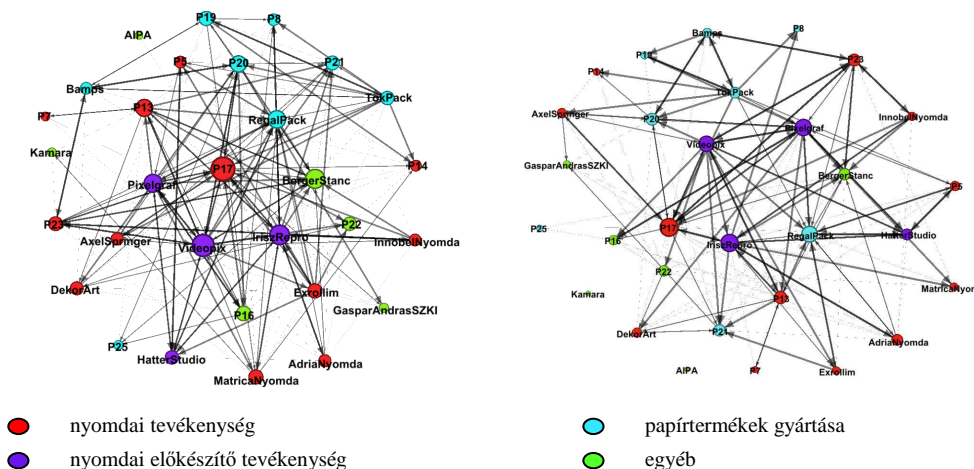 P19
P8
AIPA
P5
P20
P21
Bamps
TokPack
P7
P13
RegalPack
Kamara
P17
P14
Pixelgraf
BergerStanc
P23
AxelSpringer
P22
IriszRepro
InnobelNyomda
Videopix
DekorArt
Exrollim
P16
GasparAndrasSZKI
P25
HatterStudio
AdriaNyomda
MatricaNyomda
Bamps
P8
P19
P23
P14
TokPack
AxelSpringer
P20
Pixelgraf
InnobelNyomda
Videopix
GasparAndrasSZKI
BergerStanc
P5
P25
P17
P16
IriszRepro
RegalPack
HatterStudio
P22
Kamara
P13
MatricaNyom
DekorArt
P21
AdriaNyomda
AIPA
P7
Exrollim
nyomdai tevékenység
papírtermékek gyártása
nyomdai előkészítő tevékenység
egyéb